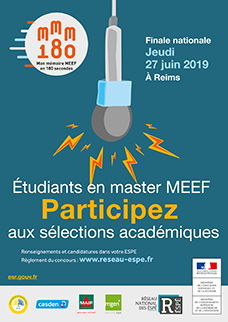 MMM
180
Mon mémoire MEEF
en 180 secondes
Finale nationale
Jeudi
27 juin 2019
À Reims
Étudiants en master MEEF
Participez
aux sélections académiques
Renseignements et candidatures dans votre ESPE
Règlement du concours : www.reseau-espe.fr
esr.gouv.fr
casden
MAIF
mgen
RÉSEAU
NATIONAL
DES ESPE